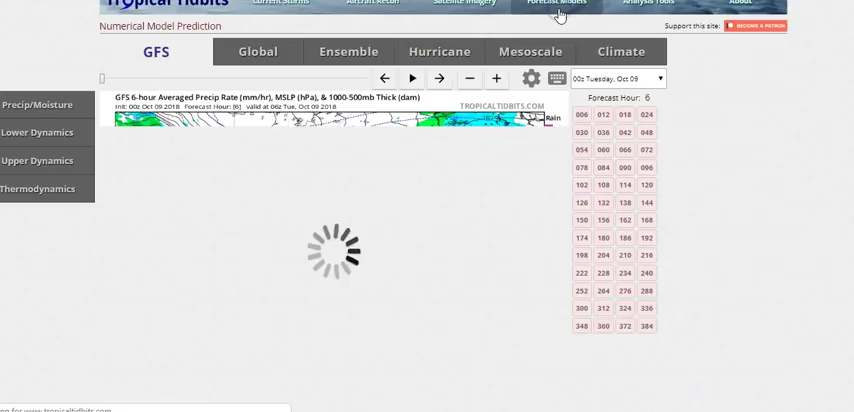 Tropical Tidbits
Current Storms Aircraft Recon Satellite Imagery Forecast Models Analysis Tools About
Numerical Model Prediction
Support this site: BECOME A PATRON
GFS Global Ensemble Hurricane Mesoscale Climate
00z Tuesday, Oct 09
Precip/Moisture
Lower Dynamics
Upper Dynamics
Thermodynamics
GFS 6-hour Averaged Precip Rate (mm/hr), MSLP (hPa), & 1000-500mb Thick (dam)
Init: 00z Oct 09 2018 Forecast Hour: [6] valid at 06z Tue, Oct 09 2018
TROPICALTIDBITS.COM
Rain
Forecast Hour: 6
006 012 018 024
030 036 042 048
054 060 066 072
078 084 090 096
102 108 114 120
126 132 138 144
150 156 162 168
174 180 186 192
198 204 210 216
222 228 234 240
252 264 276 288
300 312 324 336
348 360 372 384
ng for www.tropicaltidbits.com